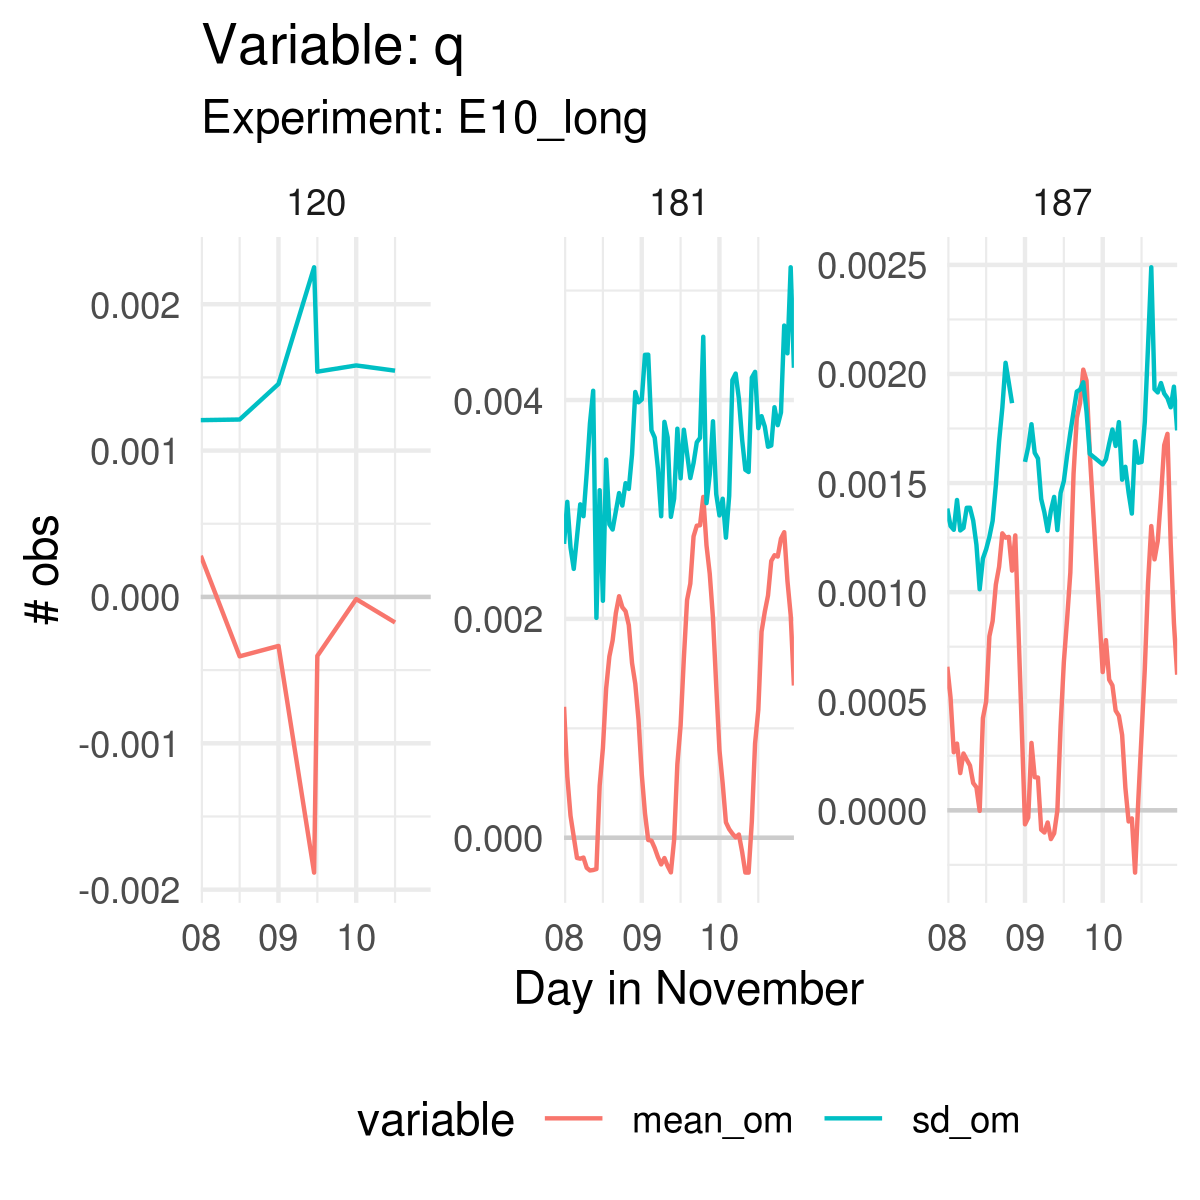 Variable: q
Experiment: E10_long
120
181
187
# obs
0.002
0.001
0.000
-0.001
-0.002
0.004
0.002
0.000
0.0025
0.0020
0.0015
0.0010
0.0005
0.0000
08 09 10
08 09 10
08 09 10
Day in November
variable mean_om sd_om